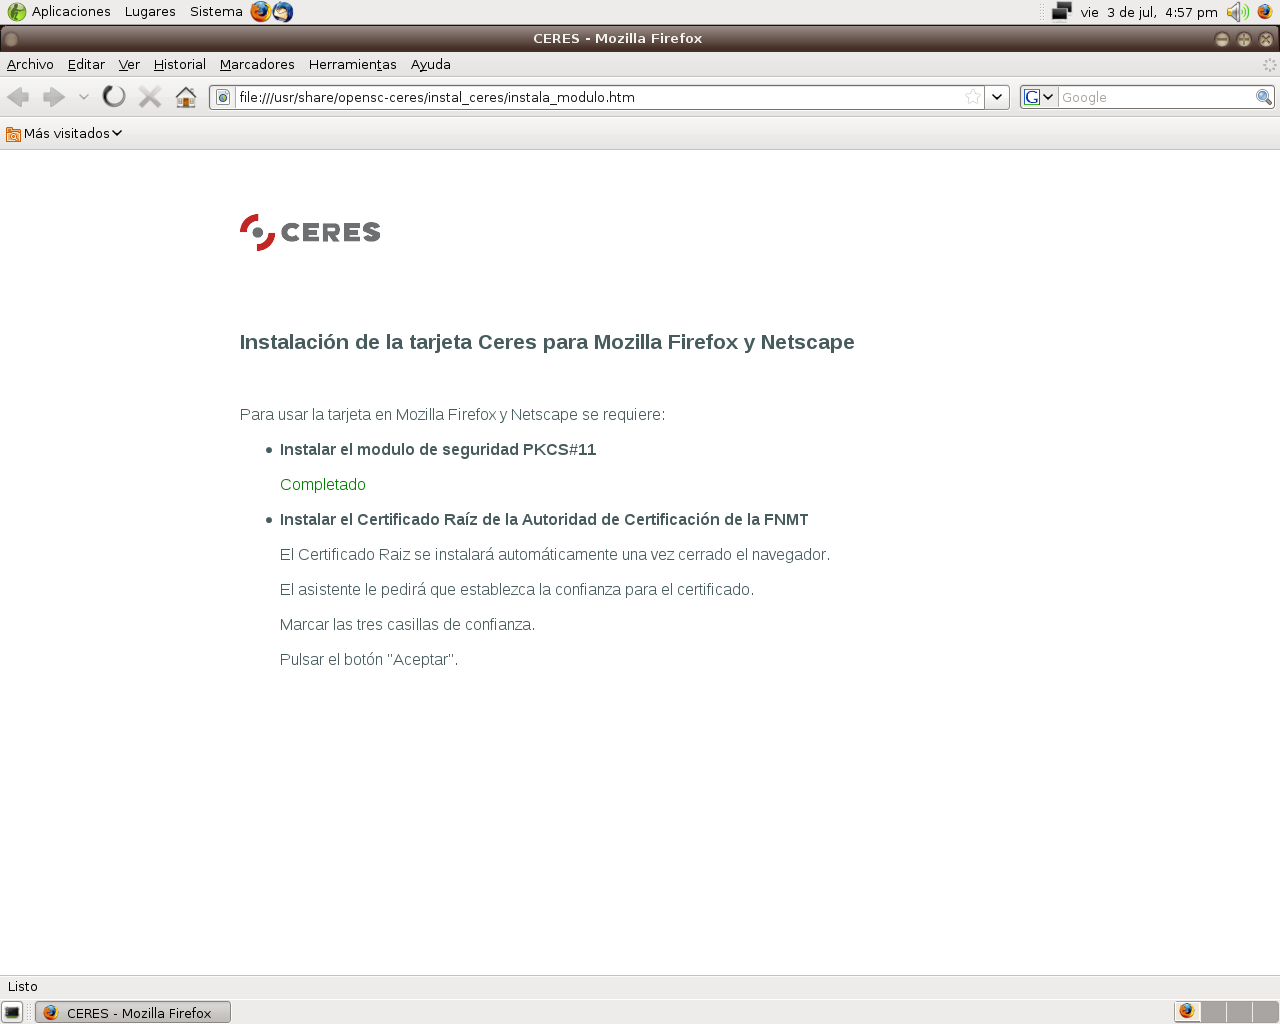 Aplicaciones Lugares Sistema vie 3 de jul, 4:57 pm
CERES - Mozilla Firefox
Archivo Editar Ver Historial Marcadores Herramientas Ayuda
file:///usr/share/opensc-ceres/instal_ceres/instala_modulo.htm G Google
Más visitados
CERES
Instalación de la tarjeta Ceres para Mozilla Firefox y Netscape
Para usar la tarjeta en Mozilla Firefox y Netscape se requiere:
• Instalar el modulo de seguridad PKCS#11
Completado
• Instalar el Certificado Raíz de la Autoridad de Certificación de la FNMT
El Certificado Raiz se instalará automáticamente una vez cerrado el navegador.
El asistente le pedirá que establezca la confianza para el certificado.
Marcar las tres casillas de confianza.
Pulsar el botón "Aceptar".
Listo
CERES - Mozilla Firefox